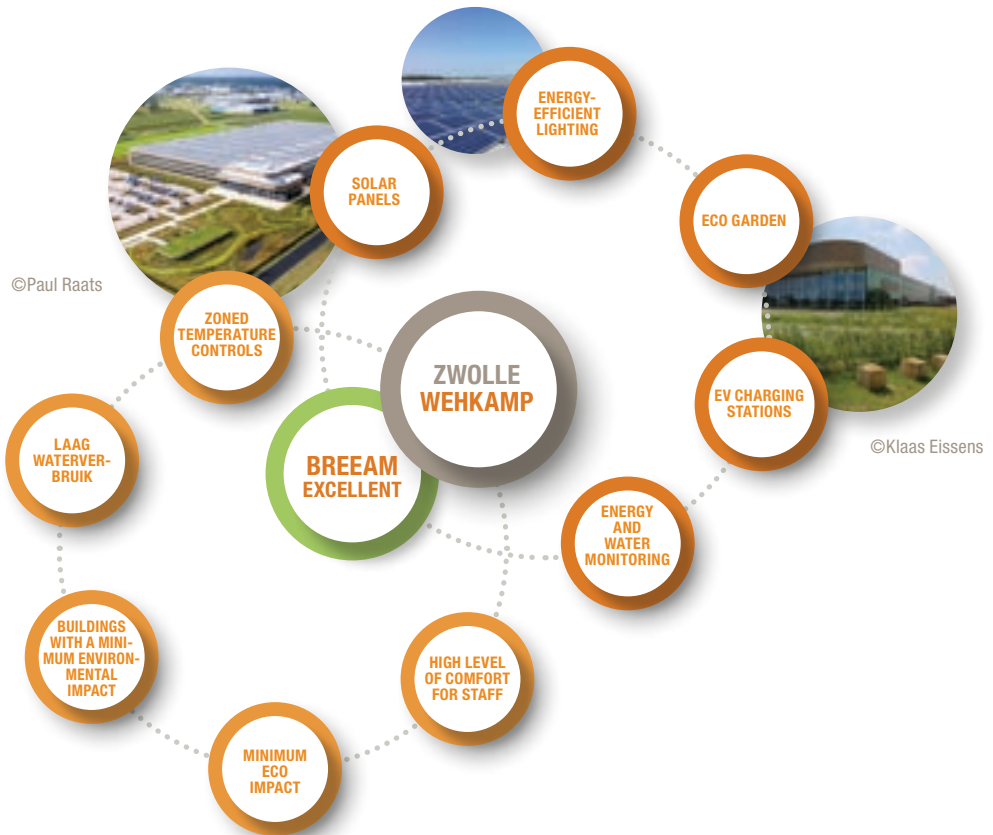 ENERGY-
EFFICIENT
LIGHTING
SOLAR
PANELS
ECO GARDEN
©Paul Raats
ZONED
TEMPERATURE
CONTROLS
ZWOLLE
WEHKAMP
EV CHARGING
STATIONS
©Klaas Eissens
LAAG
WATERVER-
BRUIK
BREEAM
EXCELLENT
ENERGY
AND
WATER
MONITORING
BUILDINGS
WITH A MINI-
MUM ENVIRON-
MENTAL
IMPACT
HIGH LEVEL
OF COMFORT
FOR STAFF
MINIMUM
ECO
IMPACT